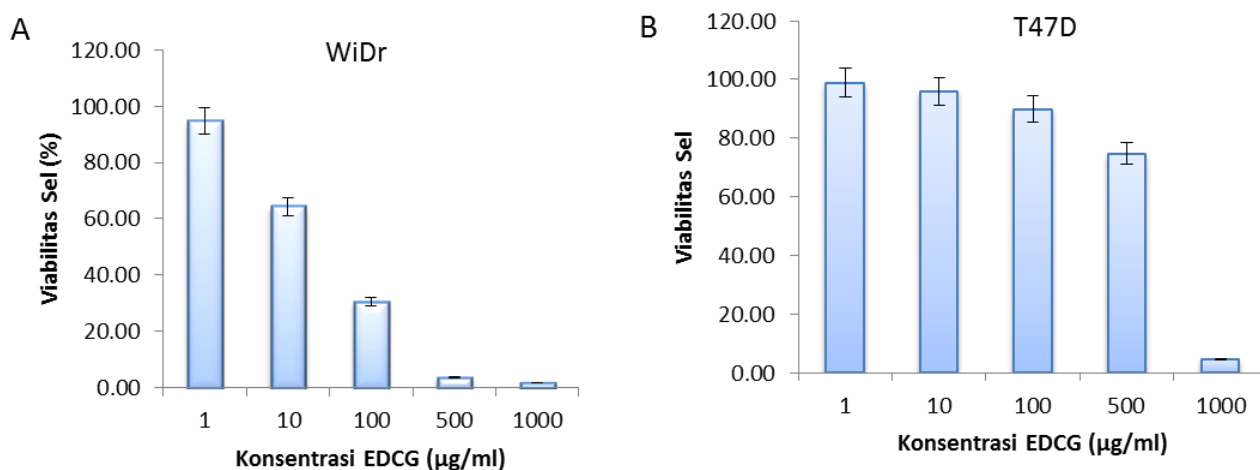 A
WiDr
Viabilitas Sel (%)
120.00
100.00
80.00
60.00
40.00
20.00
0.00
1 10 100 500 1000
Konsentrasi EDCG (µg/ml)
B
T47D
Viabilitas Sel
120.00
100.00
80.00
60.00
40.00
20.00
0.00
1 10 100 500 1000
Konsentrasi EDCG (µg/ml)